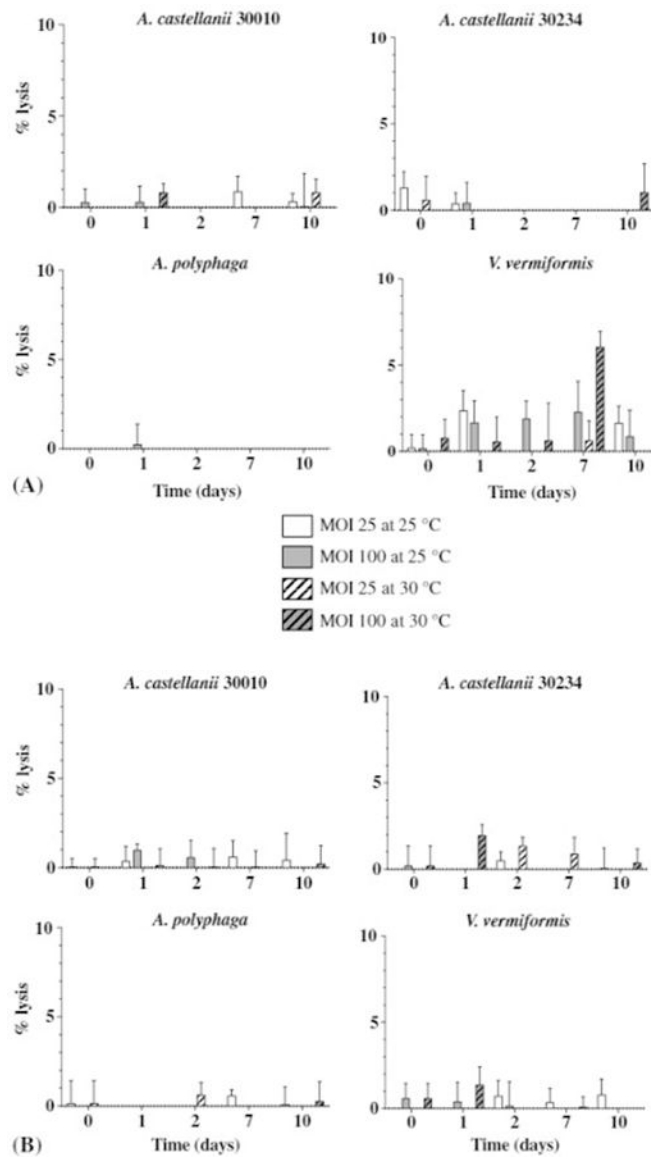 A. castellanii 30010
A. castellanii 30234
10
5
0
% lysis
0 1 2 7 10
10
5
0
0 1 2 7 10
A. polyphaga
V. vermiformis
10
5
0
% lysis
0 1 2 7 10
Time (days)
10
5
0
0 1 2 7 10
Time (days)
(A)
MOI 25 at 25 °C
MOI 100 at 25 °C
MOI 25 at 30 °C
MOI 100 at 30 °C
A. castellanii 30010
A. castellanii 30234
10
5
0
% lysis
0 1 2 7 10
10
5
0
0 1 2 7 10
A. polyphaga
V. vermiformis
10
5
0
% lysis
0 1 2 7 10
Time (days)
10
5
0
0 1 2 7 10
Time (days)
(B)